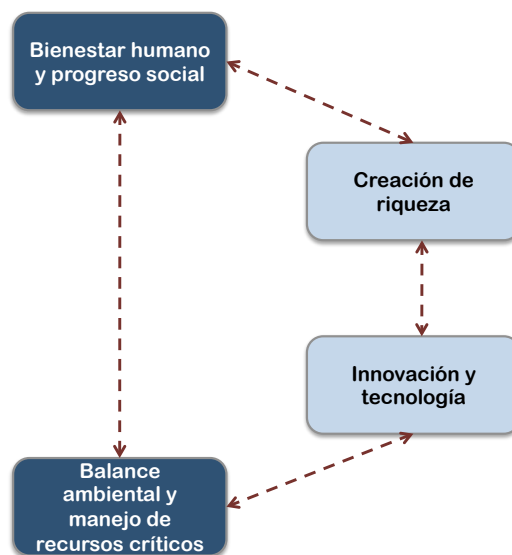 Bienestar humano
y progreso social
Creación de
riqueza
Innovación y
tecnología
Balance
ambiental y
manejo de
recursos críticos